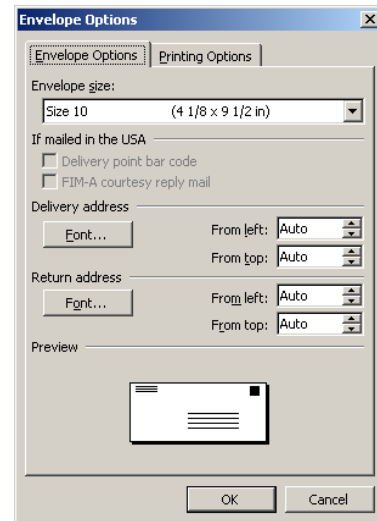 Envelope Options
Envelope Options Printing Options
Envelope size:
Size 10 (4 1/8 x 9 1/2 in)
If mailed in the USA
Delivery point bar code
FIM-A courtesy reply mail
Delivery address
Font... From left: Auto
From top: Auto
Return address
Font... From left: Auto
From top: Auto
Preview
OK Cancel